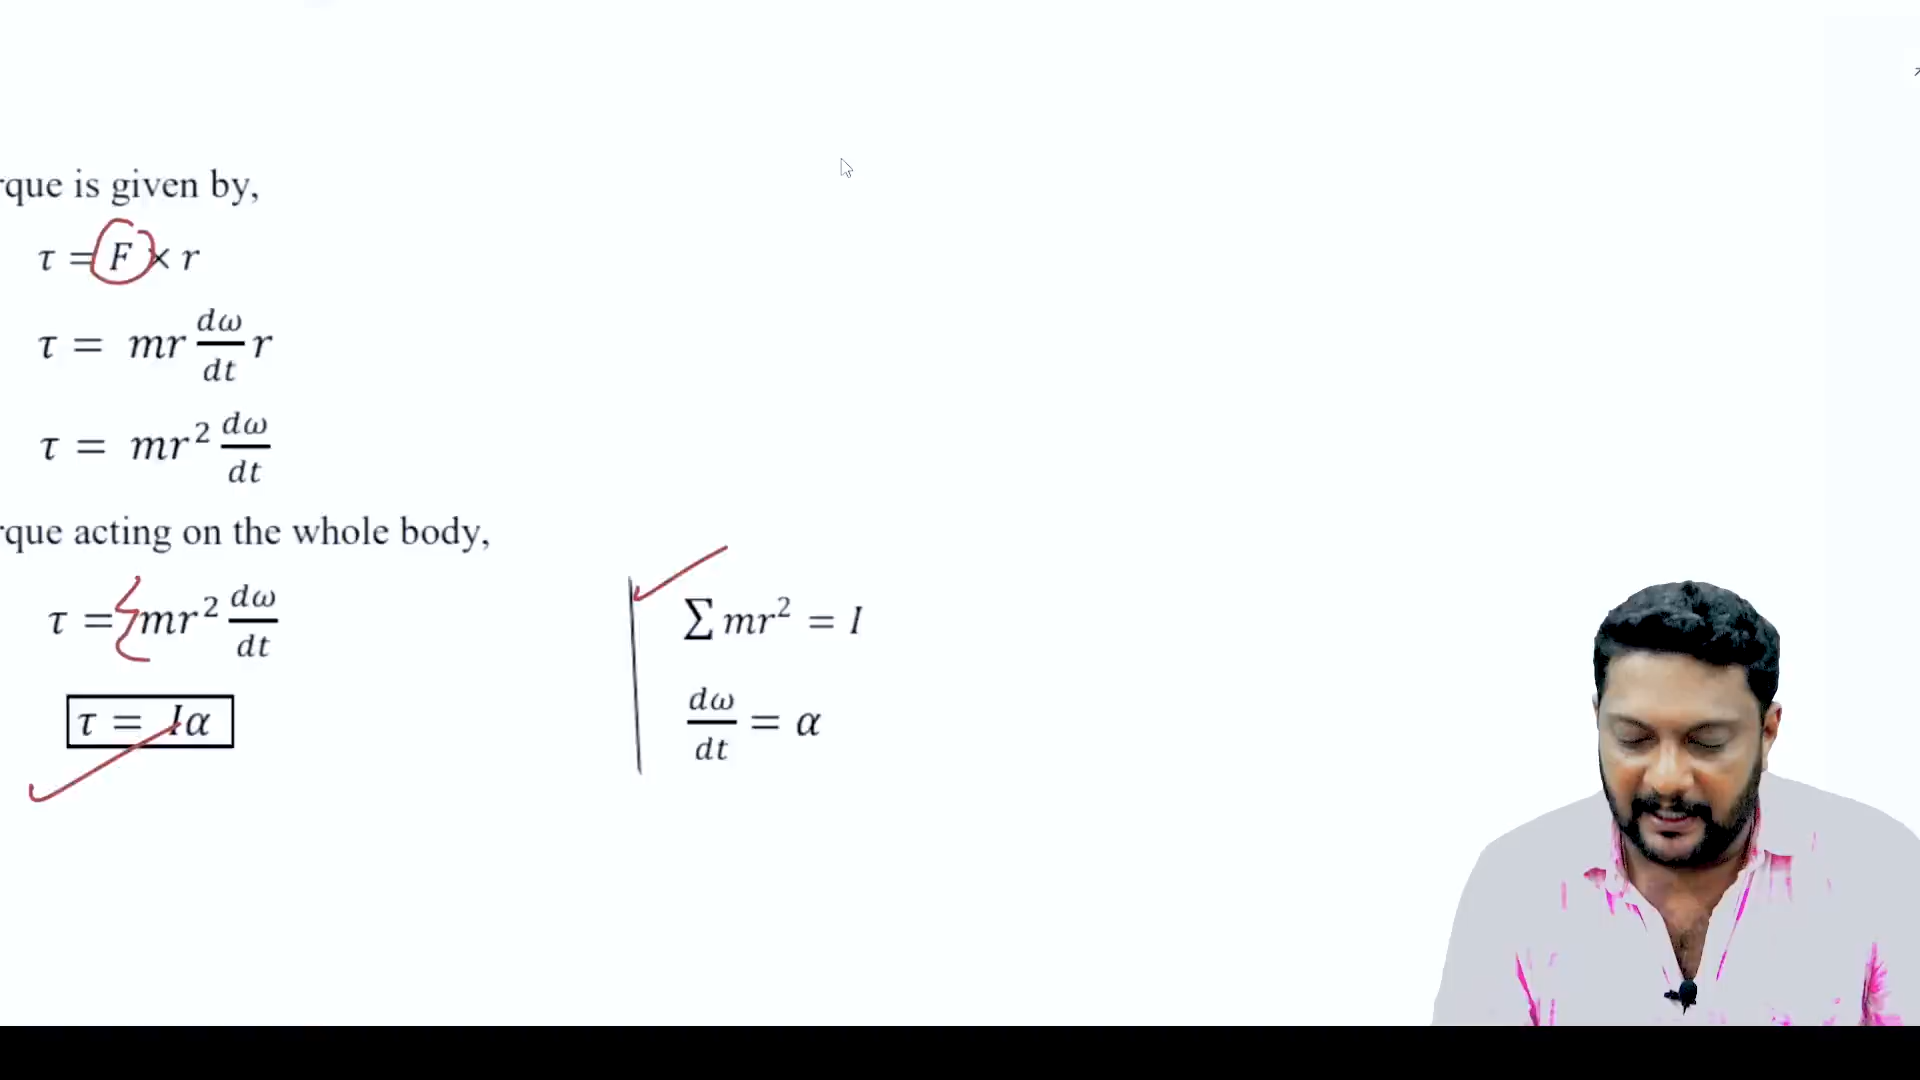 rque is given by,
τ = F × r
τ = mr dω/dt r
τ = mr² dω/dt
rque acting on the whole body,
τ = Σmr² dω/dt
∑ mr² = I
τ = Iα
dω/dt = α